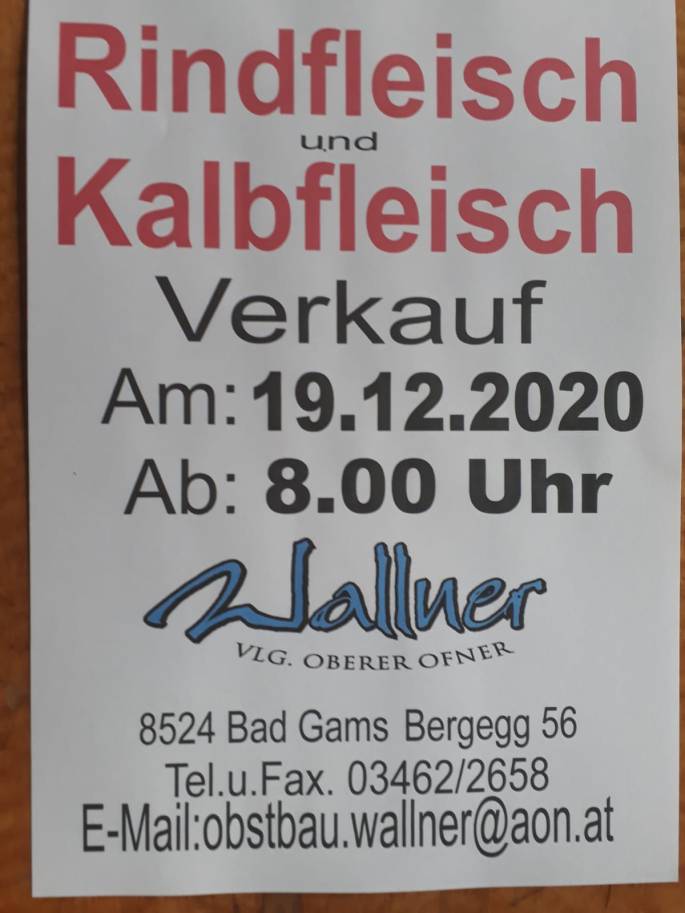 Rindfleisch
und
Kalbfleisch
Verkauf
Am: 19.12.2020
Ab: 8.00 Uhr
Wallner
VLG. OBERER OFNER
8524 Bad Gams Bergegg 56
Tel.u.Fax. 03462/2658
E-Mail:obstbau.wallner@aon.at